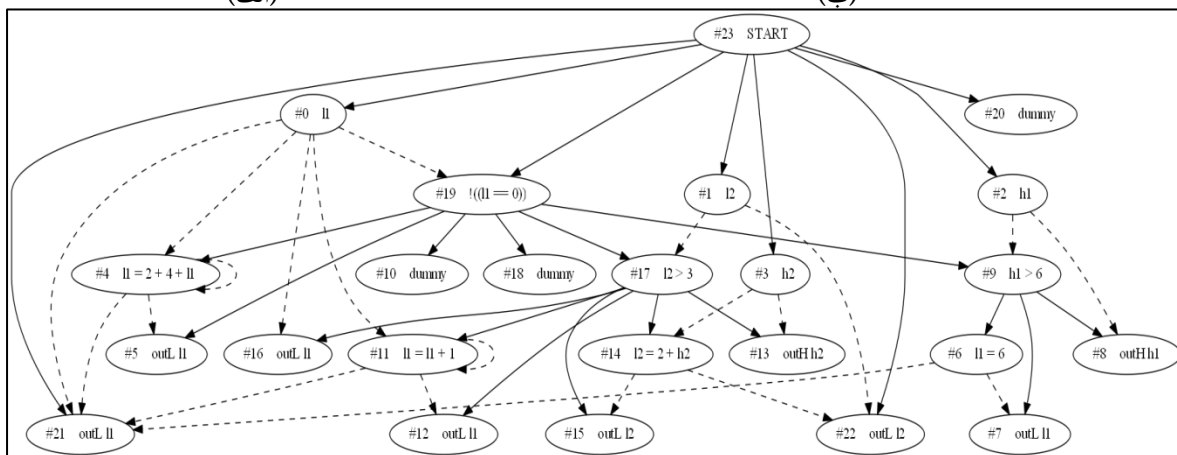 (ب)
#23 START
#0 l1
#20 dummy
#19 !((l1 == 0))
#1 l2
#2 h1
#4 l1 = 2 + 4 + l1
#10 dummy
#18 dummy
#17 l2 > 3
#3 h2
#9 h1 > 6
#5 outL l1
#16 outL l1
#11 l1 = l1 + 1
#14 l2 = 2 + h2
#13 outH h2
#6 l1 = 6
#8 outH h1
#21 outL l1
#12 outL l1
#15 outL l2
#22 outL l2
#7 outL l1